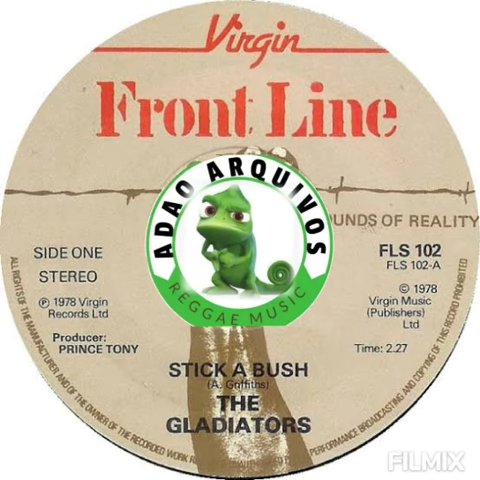 Virgin
Front Line
ADAO ARQUIVOS
REGGAE MUSIC
OUNDS OF REALITY
SIDE ONE
STEREO
℗ 1978 Virgin
Records Ltd
Producer:
PRINCE TONY
FLS 102
FLS 102-A
© 1978
Virgin Music
(Publishers)
Ltd
Time: 2.27
STICK A BUSH
(A. Griffiths)
THE
GLADIATORS
ALL RIGHTS OF THE MANUFACTURER AND OF THE OWNER OF THE RECORDED WORK
PERFORMANCE BROADCASTING AND COPYING OF THIS RECORD PROHIBITED
FILMIX